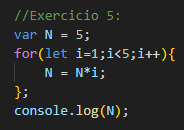 //Exercicio 5:
var N = 5;
for(let i=1;i<5;i++){
    N = N*i;
};
console.log(N);